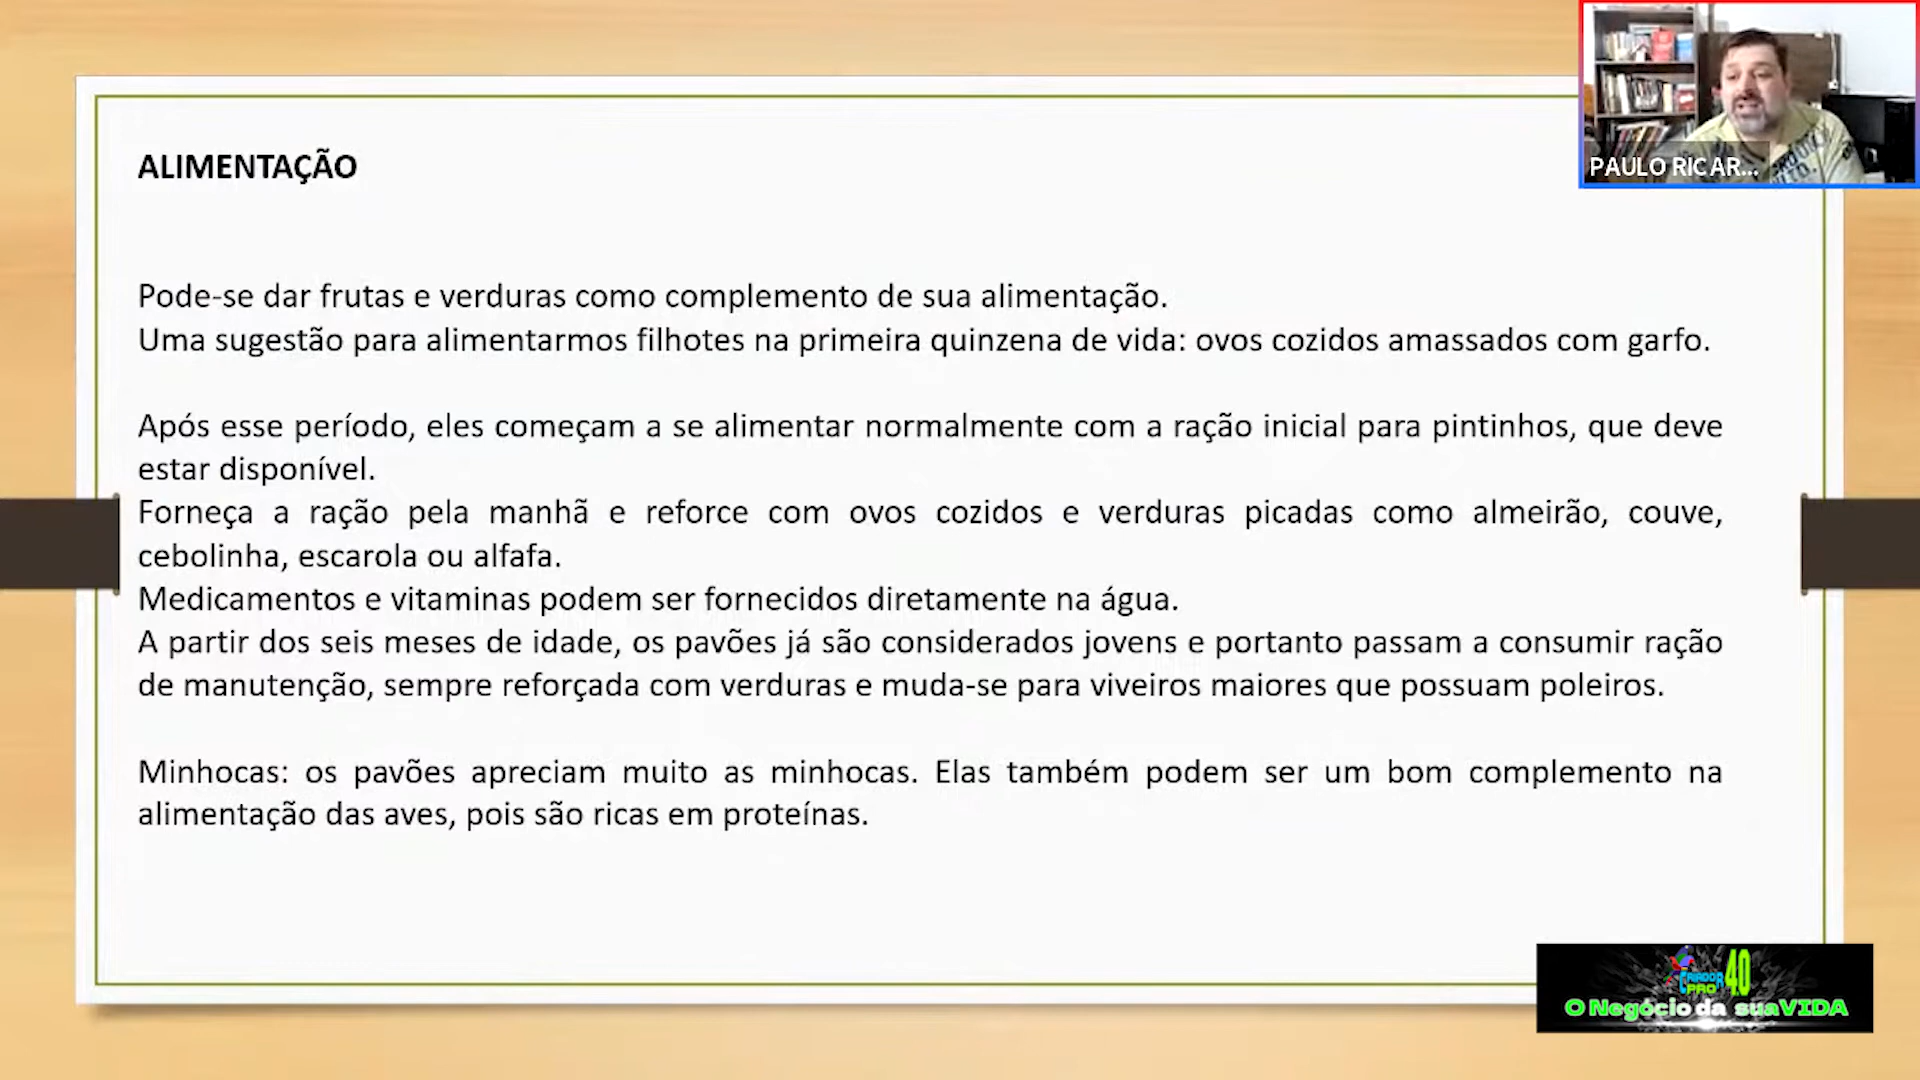 ALIMENTAÇÃO
PAULO RICAR...
Pode-se dar frutas e verduras como complemento de sua alimentação.
Uma sugestão para alimentarmos filhotes na primeira quinzena de vida: ovos cozidos amassados com garfo.
Após esse período, eles começam a se alimentar normalmente com a ração inicial para pintinhos, que deve
estar disponível.
Forneça a ração pela manhã e reforce com ovos cozidos e verduras picadas como almeirão, couve,
cebolinha, escarola ou alfafa.
Medicamentos e vitaminas podem ser fornecidos diretamente na água.
A partir dos seis meses de idade, os pavões já são considerados jovens e portanto passam a consumir ração
de manutenção, sempre reforçada com verduras e muda-se para viveiros maiores que possuam poleiros.
Minhocas: os pavões apreciam muito as minhocas. Elas também podem ser um bom complemento na
alimentação das aves, pois são ricas em proteínas.
CRIADOR
PRO
40
O Negócio da suaVIDA